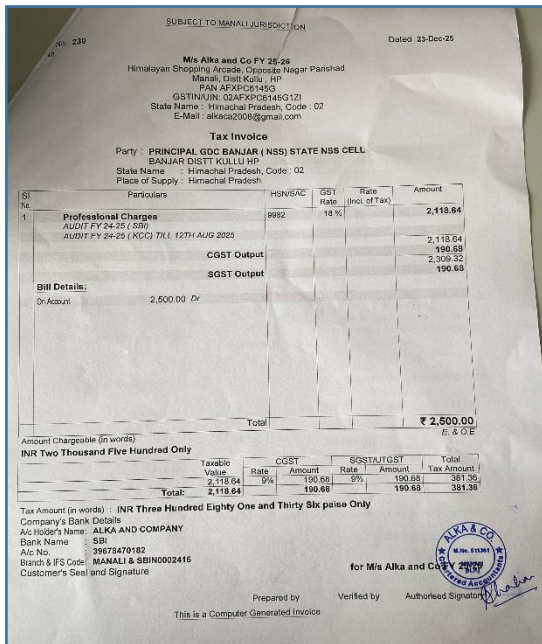 SUBJECT TO MANALI JURISDICTION
No. 239
Dated 23-Dec-25
M/s Alka and Co FY 25-26
Himalayan Shopping Arcade, Opposite Nagar Parishad
Manali, Distt Kullu , HP
PAN AFXPC6145G
GSTIN/UIN: 02AFXPC6145G1ZI
State Name : Himachal Pradesh, Code : 02
E-Mail : alkaca2008@gmail.com
Tax Invoice
Party : PRINCIPAL GDC BANJAR ( NSS) STATE NSS CELL
BANJAR DISTT KULLU HP
State Name : Himachal Pradesh, Code : 02
Place of Supply : Himachal Pradesh
Sl No. Particulars HSN/SAC GST Rate Rate (Incl. of Tax) Amount
1 Professional Charges 9982 18 % 2,118.64
AUDIT FY 24-25 ( SBI)
AUDIT FY 24-25 ( KCC) TILL 12TH AUG 2025
2,118.64
CGST Output 190.68
2,309.32
SGST Output 190.68
Bill Details:
On Account 2,500.00 Dr
Total ₹ 2,500.00
E. & O.E
Amount Chargeable (in words)
INR Two Thousand Five Hundred Only
Taxable Value CGST Rate Amount SGST/UTGST Rate Amount Total Tax Amount
2,118.64 9% 190.68 9% 190.68 381.36
Total: 2,118.64 190.68 190.68 381.36
Tax Amount (in words) : INR Three Hundred Eighty One and Thirty Six paise Only
Company's Bank Details
A/c Holder's Name: ALKA AND COMPANY
Bank Name : SBI
A/c No. : 39678470182
Branch & IFS Code: MANALI & SBIN0002416
Customer's Seal and Signature
for M/s Alka and Co FY
ALKA & CO.
Chartered Accountants
Prepared by Verified by Authorised Signatory
This is a Computer Generated Invoice